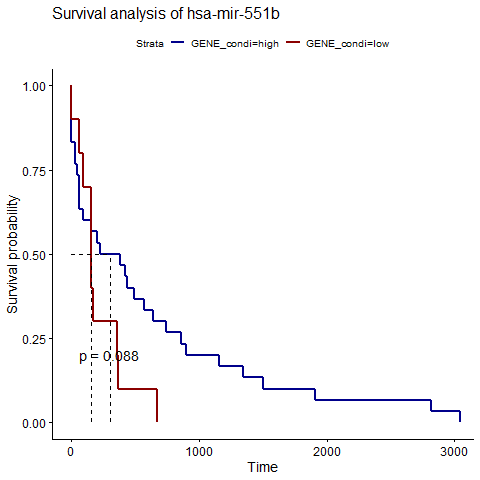 Survival analysis of hsa-mir-551b
Strata GENE_condi=high GENE_condi=low
1.00
0.75
0.50
0.25
0.00
Survival probability
p = 0.088
0 1000 2000 3000
Time